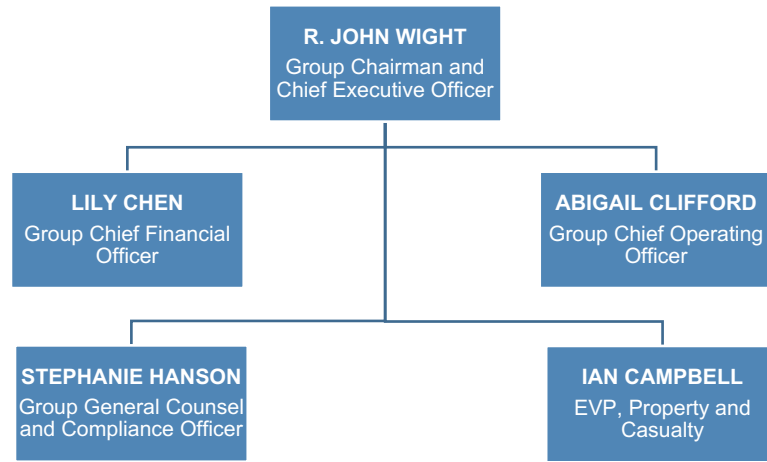 R. JOHN WIGHT
Group Chairman and
Chief Executive Officer
LILY CHEN
Group Chief Financial
Officer
ABIGAIL CLIFFORD
Group Chief Operating
Officer
STEPHANIE HANSON
Group General Counsel
and Compliance Officer
IAN CAMPBELL
EVP, Property and
Casualty